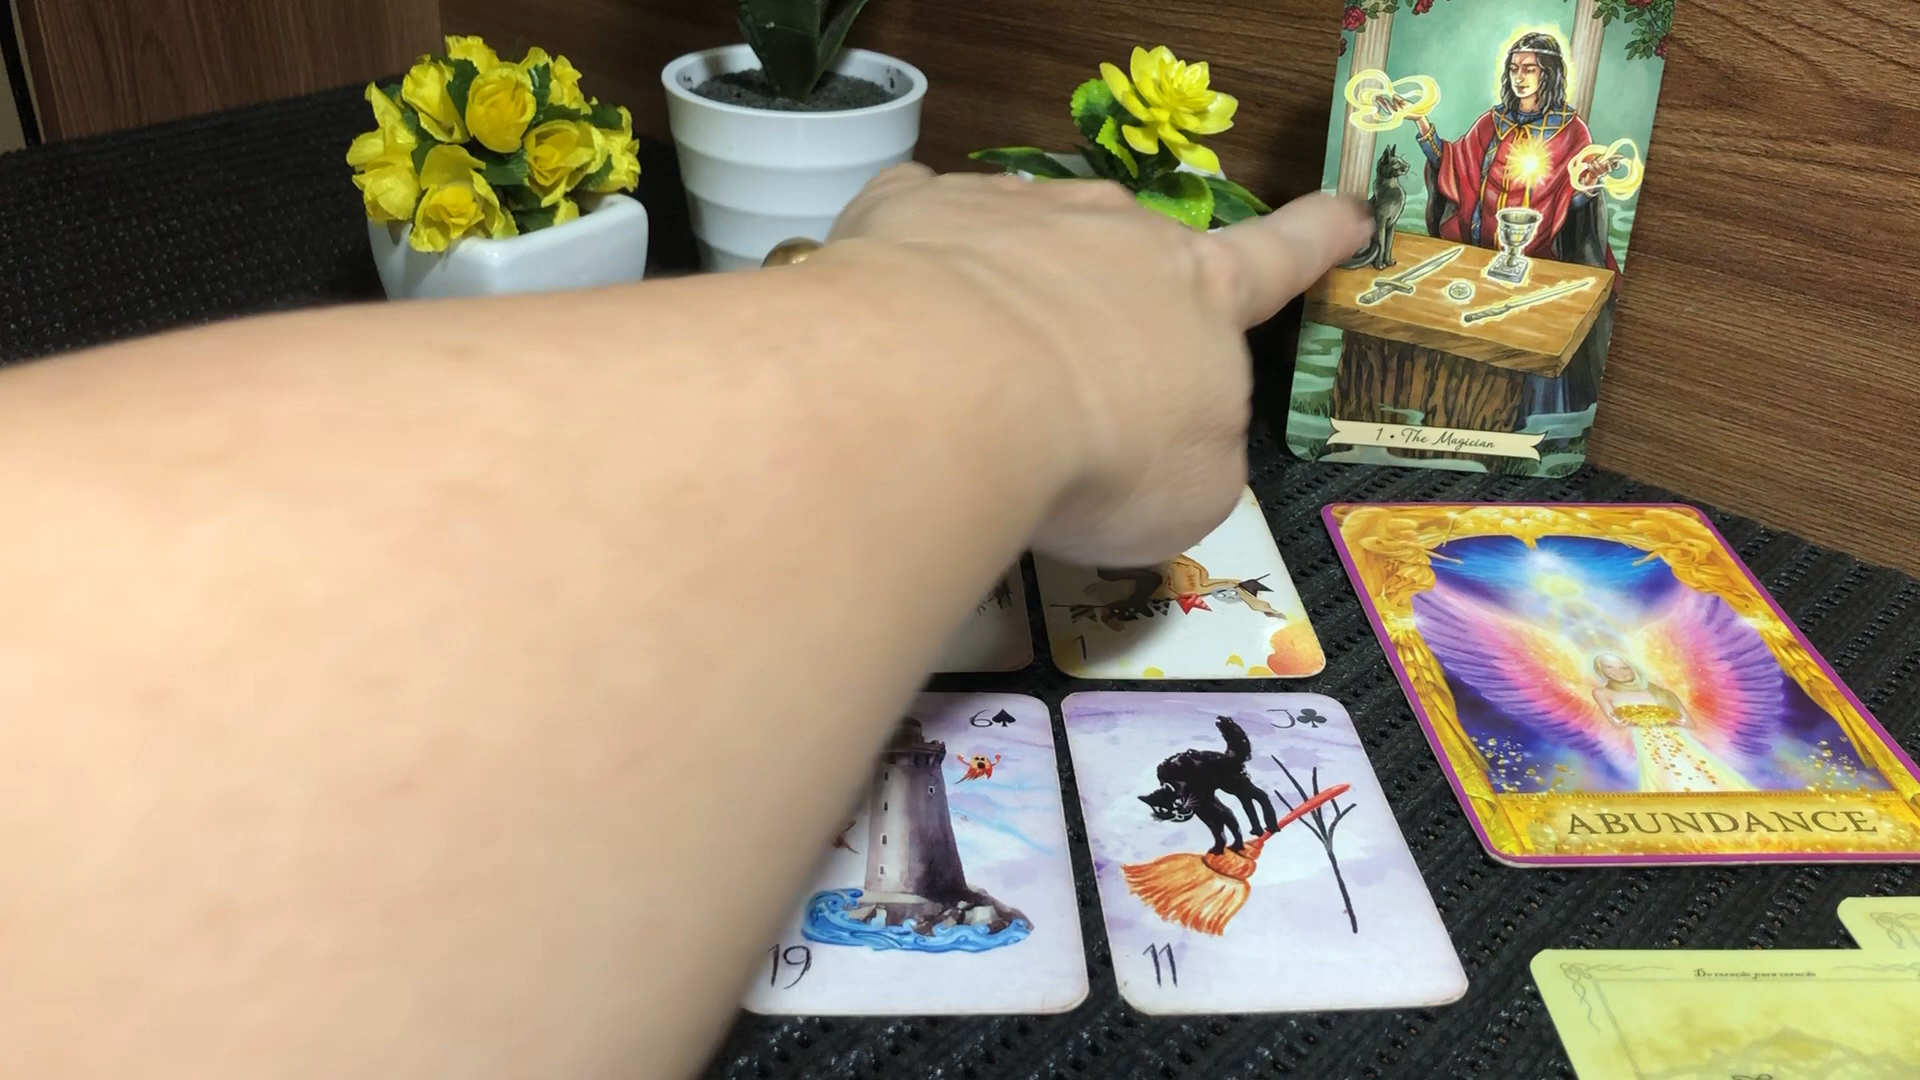 1 • The Magician
1
6♠
J♣
ABUNDANCE
19
11
Do coração para coração